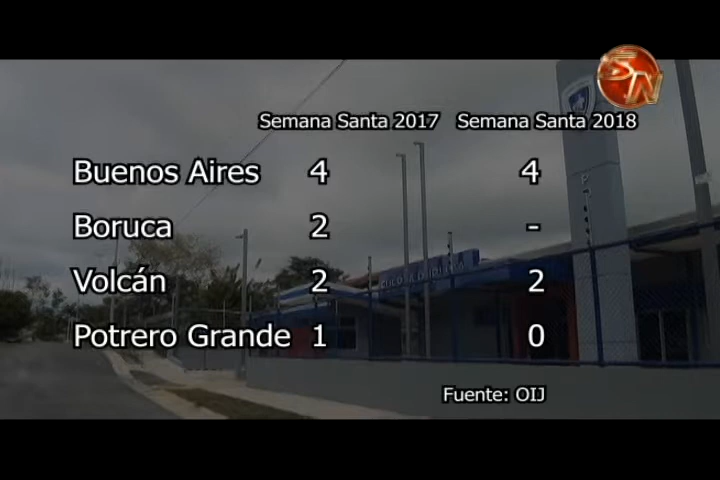 SN
Semana Santa 2017 Semana Santa 2018
Buenos Aires 4 4
Boruca 2 -
Volcán 2 2
Potrero Grande 1 0
Fuente: OIJ